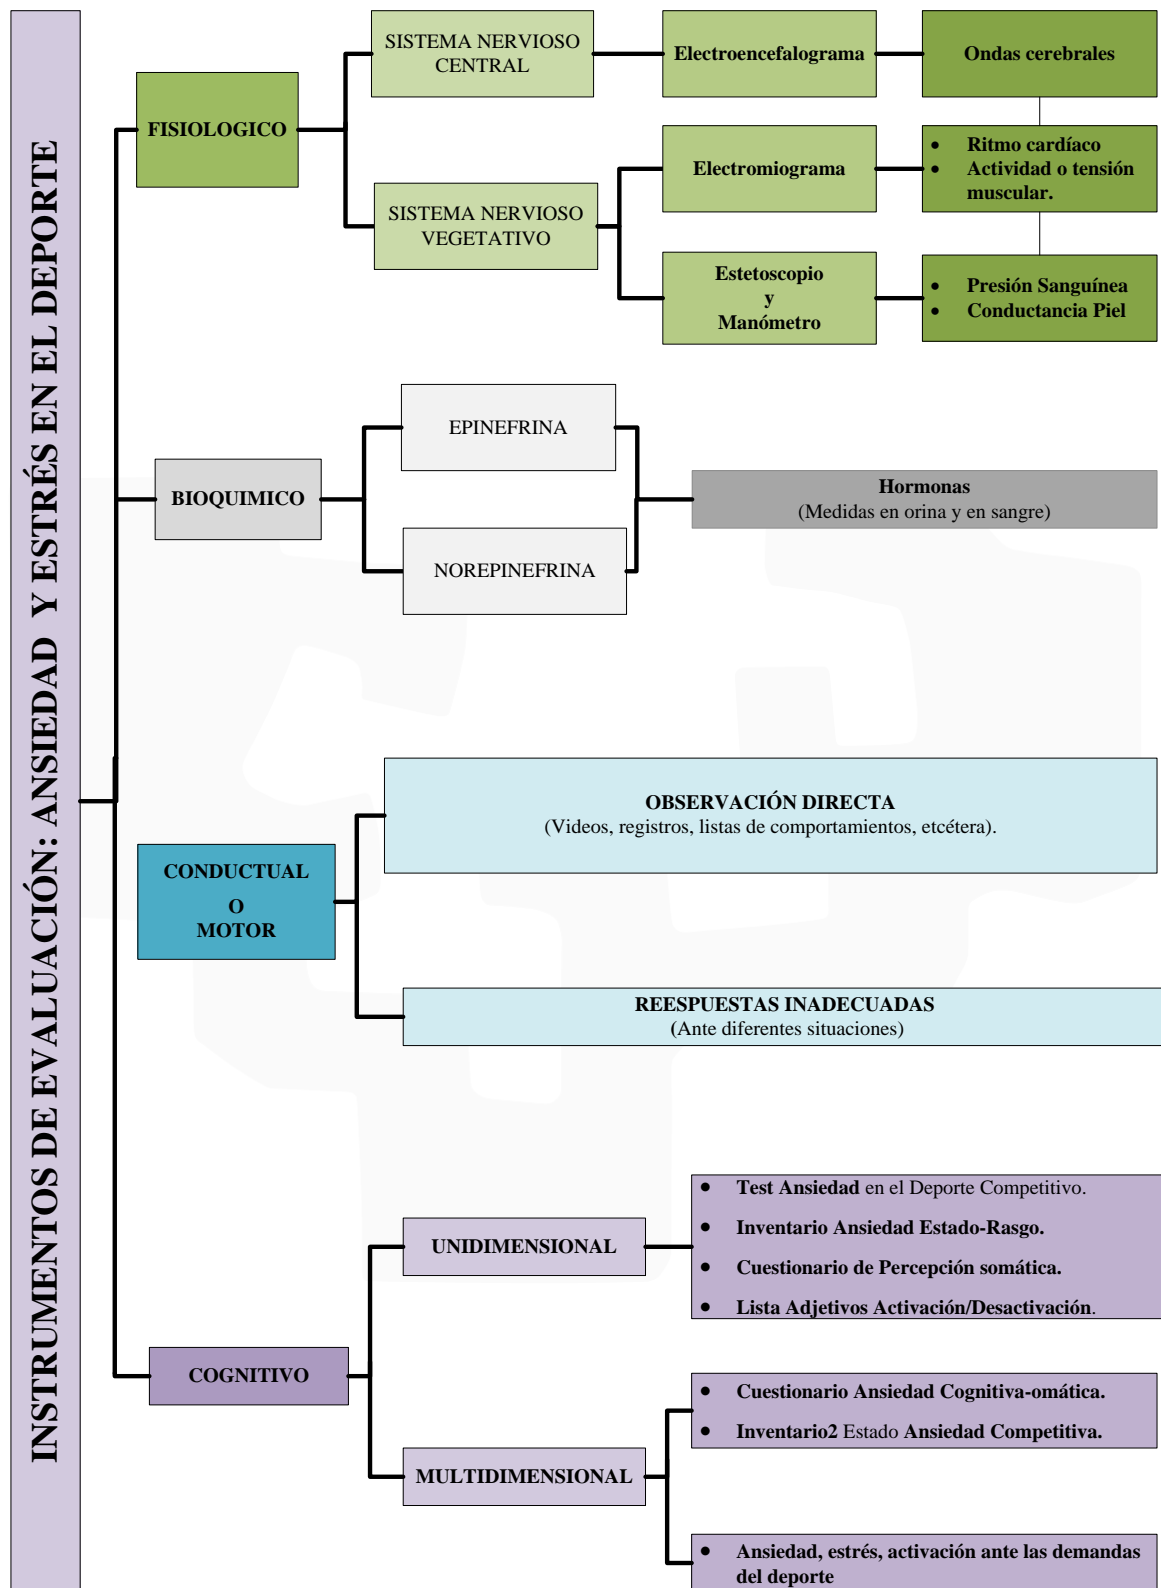 INSTRUMENTOS DE EVALUACIÓN: ANSIEDAD Y ESTRÉS EN EL DEPORTE
FISIOLOGICO
SISTEMA NERVIOSO
CENTRAL
Electroencefalograma
Ondas cerebrales
SISTEMA NERVIOSO
VEGETATIVO
Electromiograma
• Ritmo cardíaco
• Actividad o tensión
muscular.
Estetoscopio
y
Manómetro
• Presión Sanguínea
• Conductancia Piel
BIOQUIMICO
EPINEFRINA
NOREPINEFRINA
Hormonas
(Medidas en orina y en sangre)
CONDUCTUAL
O
MOTOR
OBSERVACIÓN DIRECTA
(Videos, registros, listas de comportamientos, etcétera).
REESPUESTAS INADECUADAS
(Ante diferentes situaciones)
COGNITIVO
UNIDIMENSIONAL
• Test Ansiedad en el Deporte Competitivo.
• Inventario Ansiedad Estado-Rasgo.
• Cuestionario de Percepción somática.
• Lista Adjetivos Activación/Desactivación.
MULTIDIMENSIONAL
• Cuestionario Ansiedad Cognitiva-omática.
• Inventario2 Estado Ansiedad Competitiva.
• Ansiedad, estrés, activación ante las demandas
del deporte